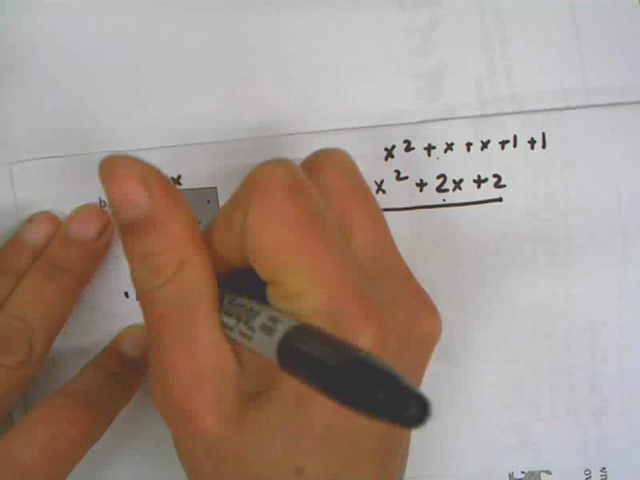 x² + x + x + 1 + 1
x² + 2x + 2
x
b